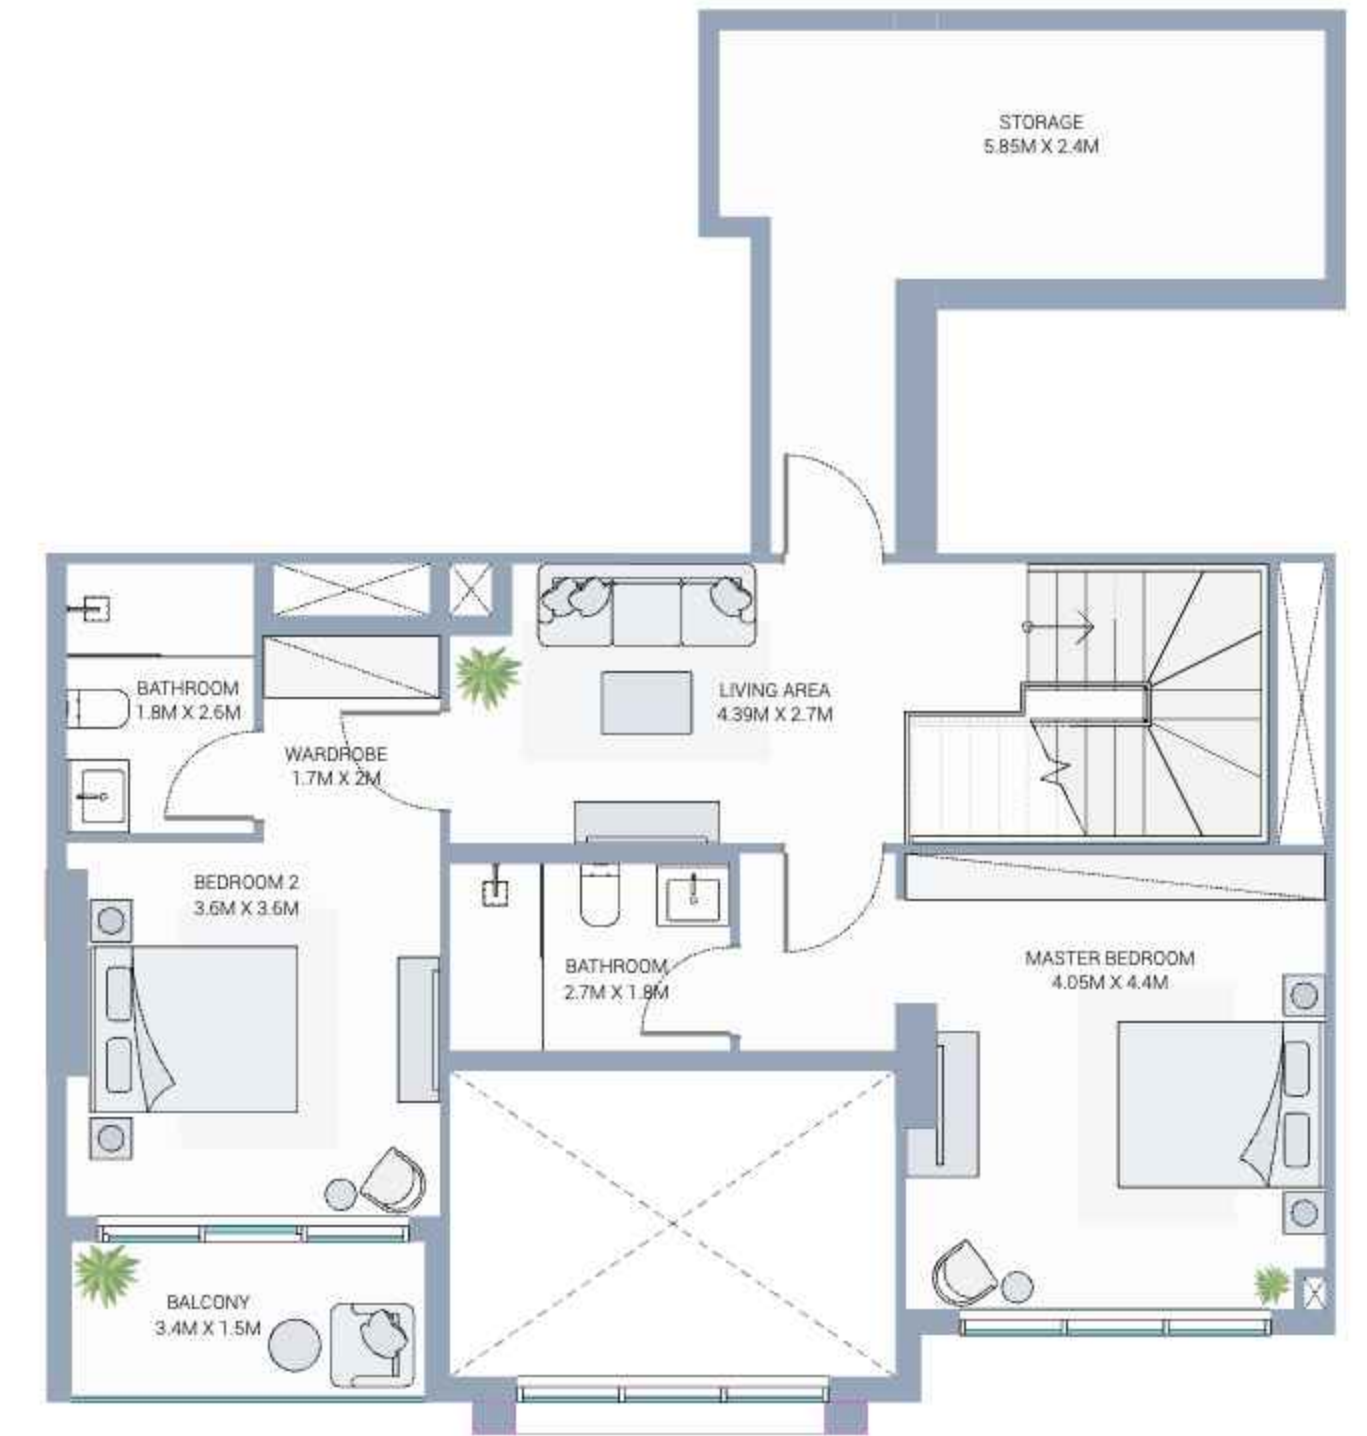 STORAGE
5.85M X 2.4M
BATHROOM
1.8M X 2.6M
LIVING AREA
4.39M X 2.7M
WARDROBE
1.7M X 2M
BEDROOM 2
3.6M X 3.6M
BATHROOM
2.7M X 1.8M
MASTER BEDROOM
4.05M X 4.4M
BALCONY
3.4M X 1.5M